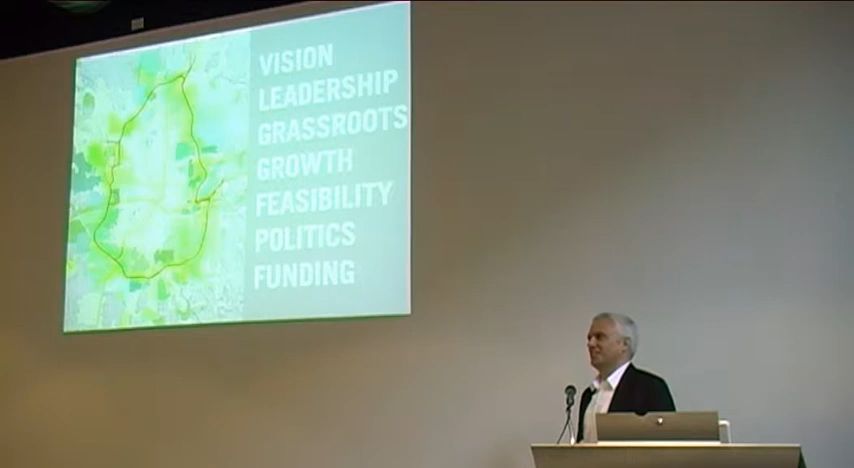 VISION
LEADERSHIP
GRASSROOTS
GROWTH
FEASIBILITY
POLITICS
FUNDING